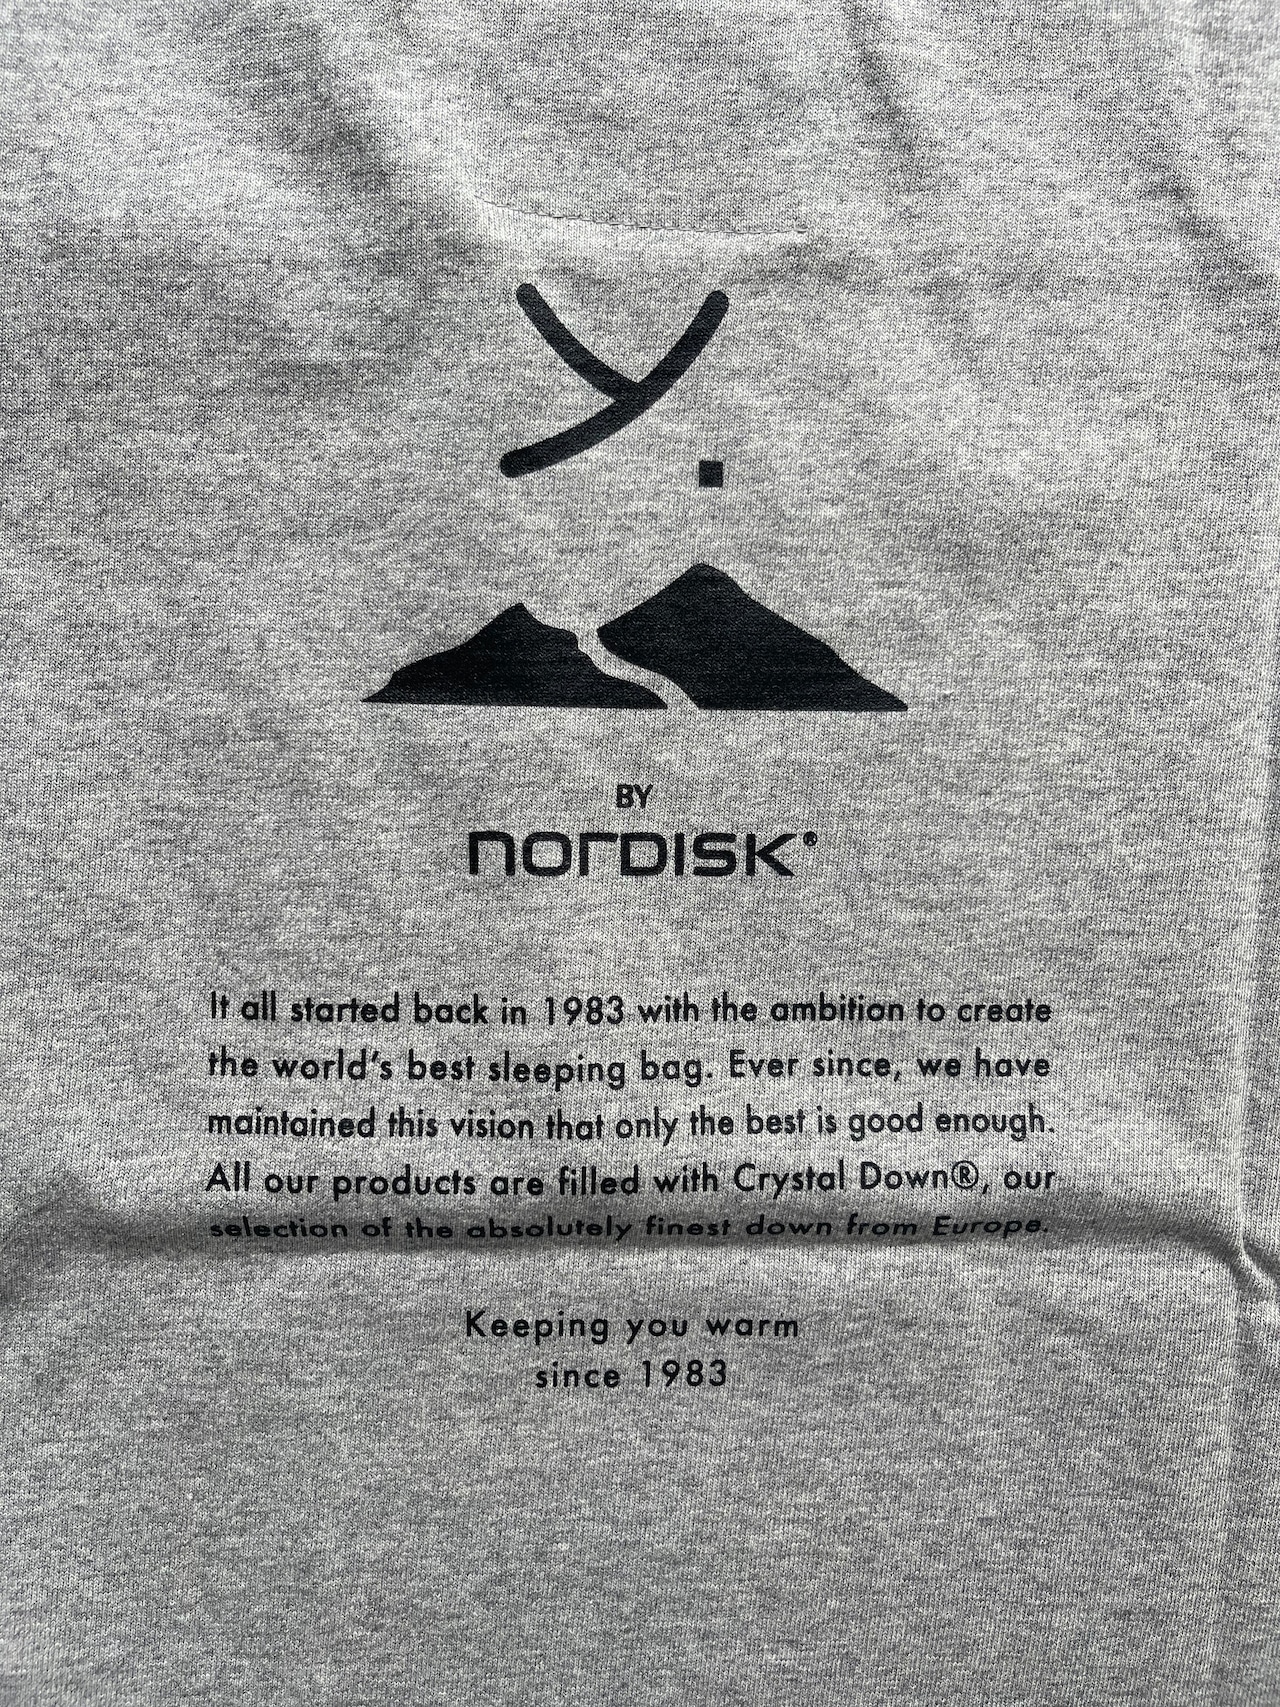 y.
BY
NORDISK®
It all started back in 1983 with the ambition to create
the world's best sleeping bag. Ever since, we have
maintained this vision that only the best is good enough.
All our products are filled with Crystal Down®, our
selection of the absolutely finest down from Europe.
Keeping you warm
since 1983